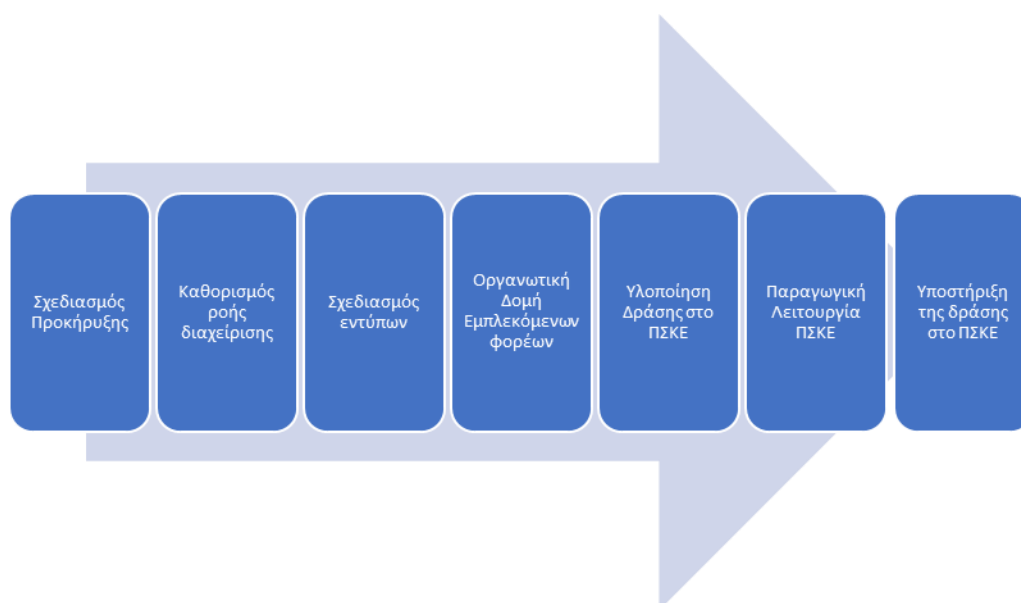 Σχεδιασμός
Προκήρυξης
Καθορισμός
ροής
διαχείρισης
Σχεδιασμός
εντύπων
Οργανωτική
Δομή
Εμπλεκόμενων
φορέων
Υλοποίηση
Δράσης στο
ΠΣΚΕ
Παραγωγική
Λειτουργία
ΠΣΚΕ
Υποστήριξη
της δράσης
στο ΠΣΚΕ